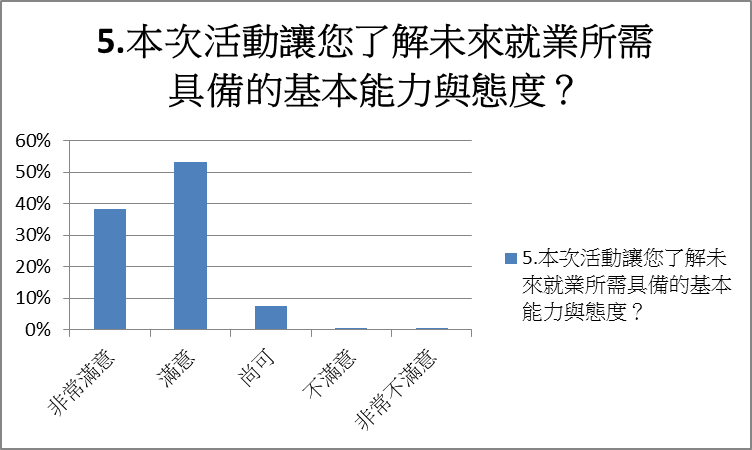 5.本次活動讓您了解未來就業所需
具備的基本能力與態度？
60%
50%
40%
30%
20%
10%
0%
非常滿意
滿意
尚可
不滿意
非常不滿意
5.本次活動讓您了解未
來就業所需具備的基本
能力與態度？